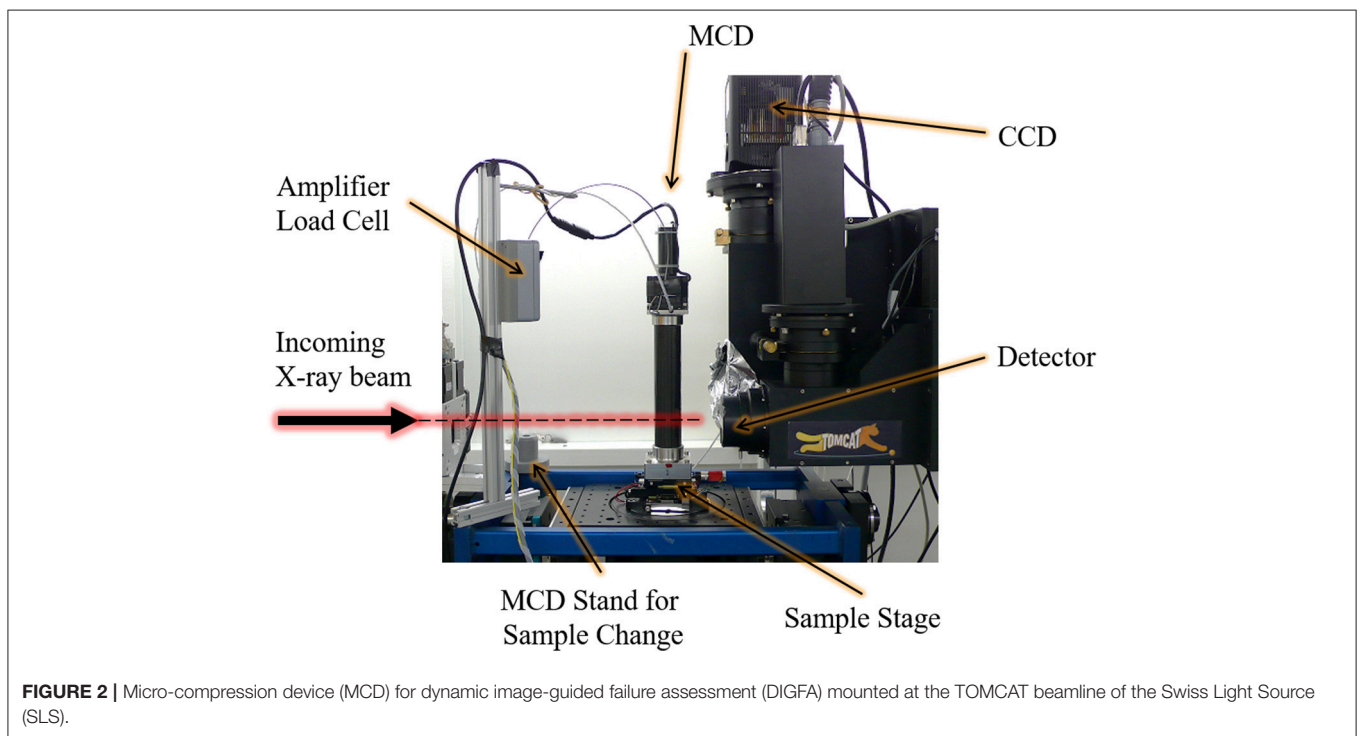 MCD
CCD
Amplifier
Load Cell
Incoming
X-ray beam
Detector
TOMCAT
MCD Stand for
Sample Change
Sample Stage
FIGURE 2 | Micro-compression device (MCD) for dynamic image-guided failure assessment (DIGFA) mounted at the TOMCAT beamline of the Swiss Light Source
(SLS).